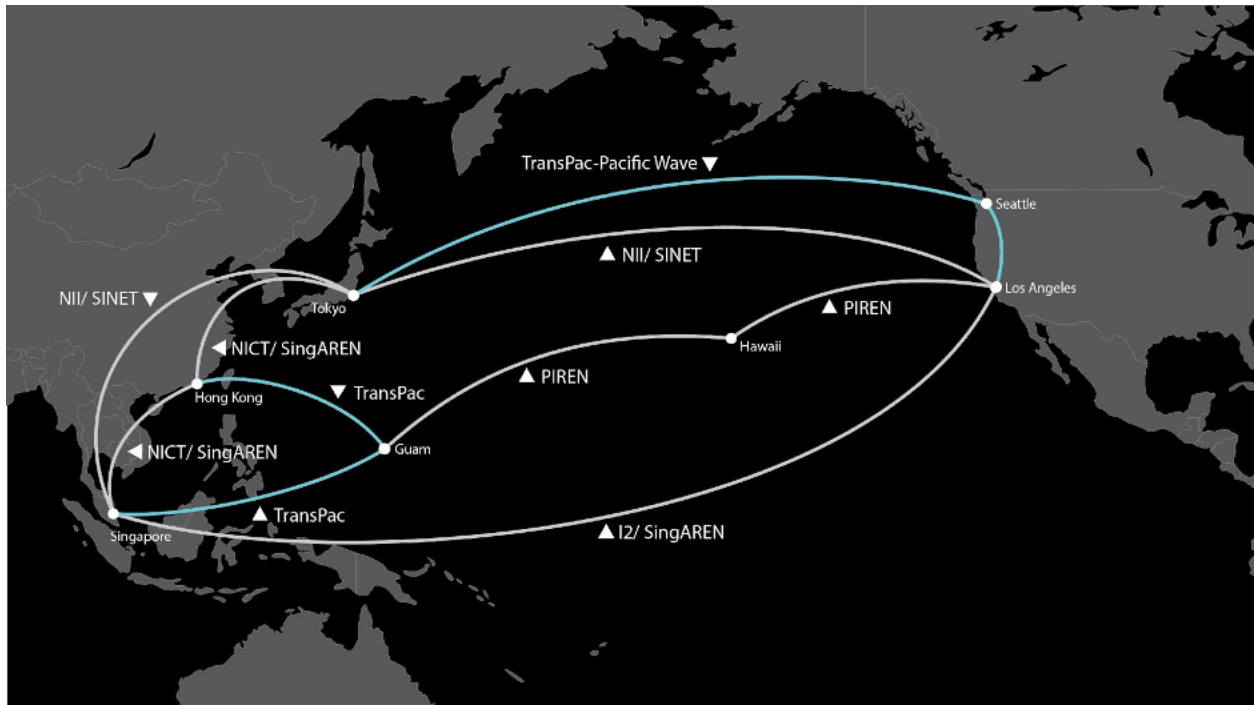 TransPac-Pacific Wave
Seattle
NII/ SINET
Los Angeles
NII/ SINET
Tokyo
PIREN
NICT/ SingAREN
Hawaii
PIREN
Hong Kong
TransPac
NICT/ SingAREN
Guam
TransPac
Singapore
I2/ SingAREN